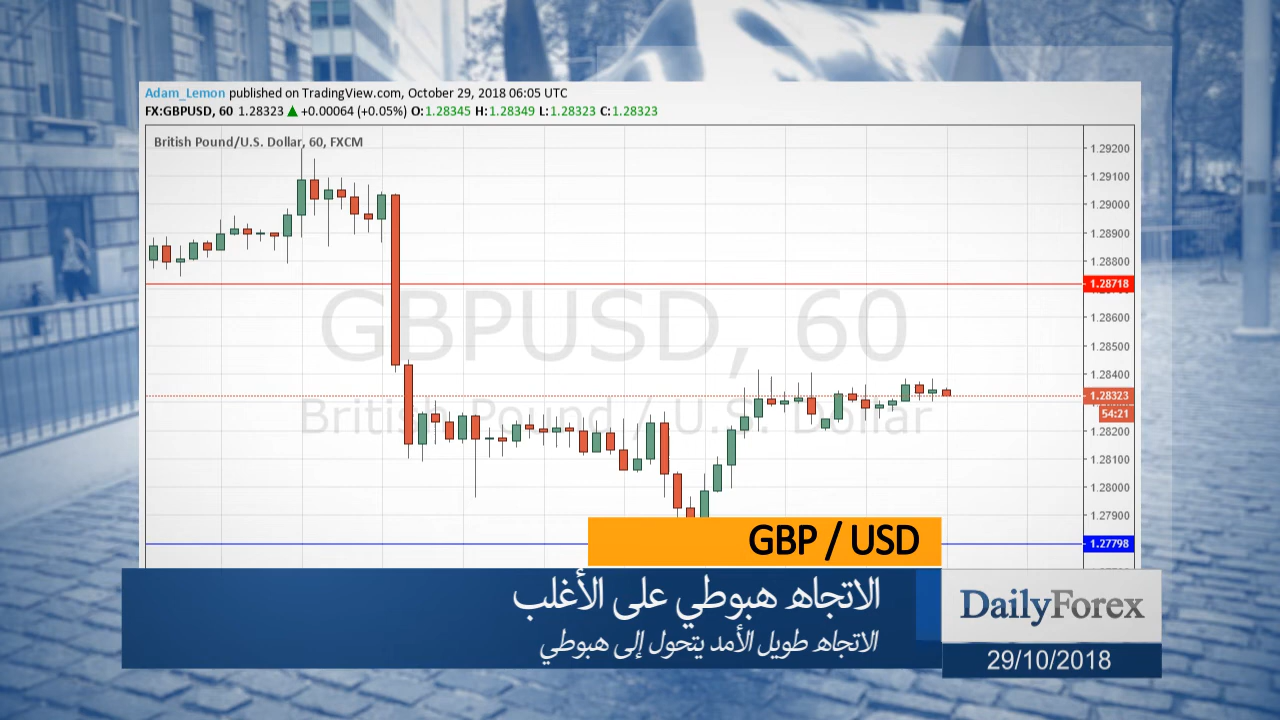 Adam_Lemon published on TradingView.com, October 29, 2018 06:05 UTC
FX:GBPUSD, 60 1.28323 ▲ +0.00064 (+0.05%) O:1.28345 H:1.28349 L:1.28323 C:1.28323
British Pound/U.S. Dollar, 60, FXCM
1.29200
1.29100
1.29000
1.28900
1.28800
1.28718
1.28600
1.28500
1.28400
1.28323
54:21
1.28200
1.28100
1.28000
1.27900
1.27798
GBPUSD, 60
British Pound / U.S. Dollar
GBP / USD
الاتجاه هبوطي على الأغلب
الاتجاه طويل الأمد يتحول إلى هبوطي
DailyForex
29/10/2018